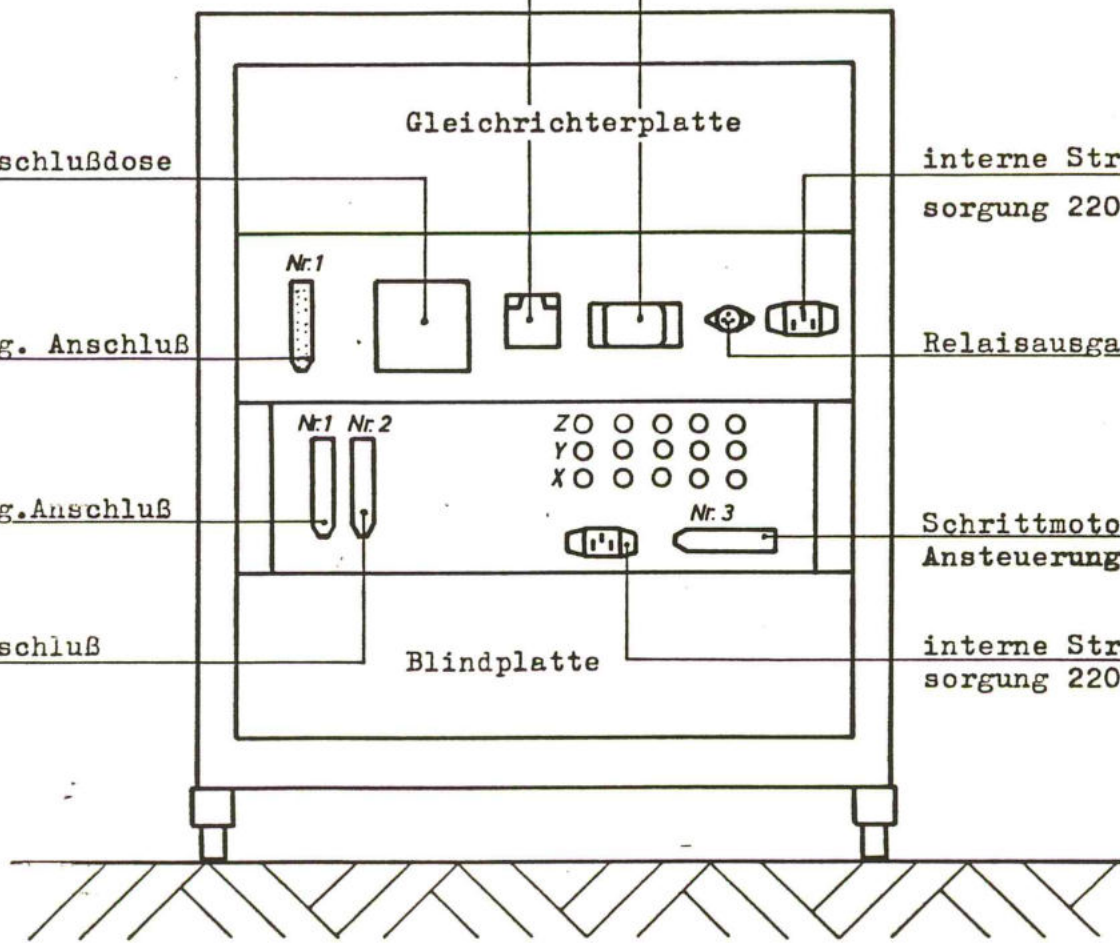 Gleichrichterplatte
schlußdose
interne Str
sorgung 220
Nr.1
g. Anschluß
Relaisausga
Nr.1 Nr.2
Z
Y
X
g.Anschluß
Nr. 3
Schrittmoto
Ansteuerung
schluß
Blindplatte
interne Str
sorgung 220